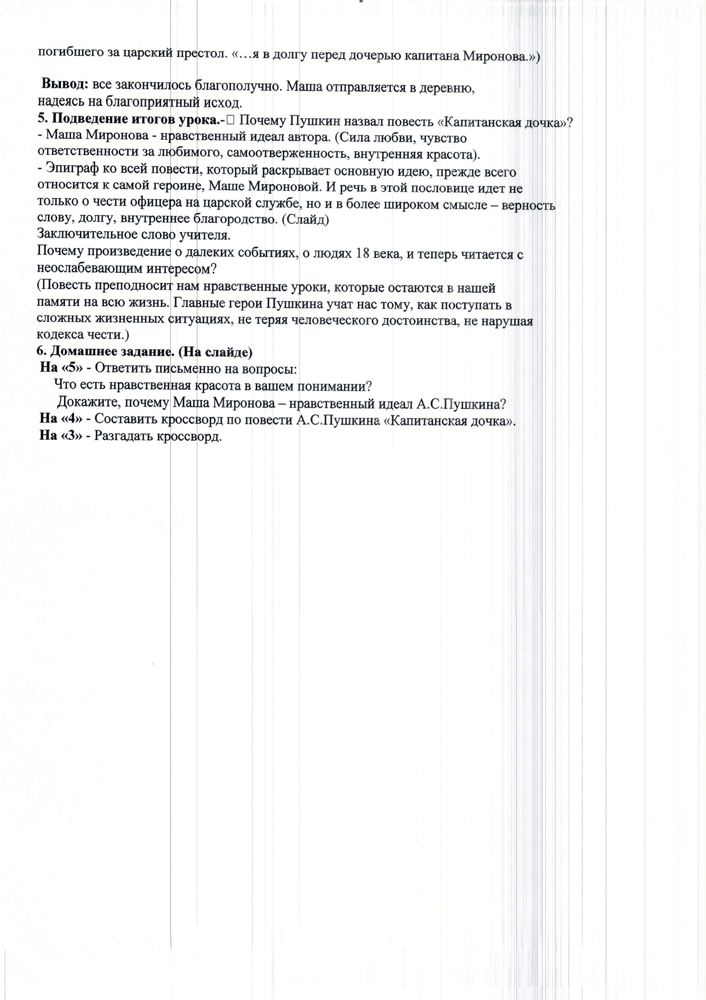 погибшего за царский престол. «…я в долгу перед дочерью капитана Миронова.»)
Вывод: все закончилось благополучно. Маша отправляется в деревню,
надеясь на благоприятный исход.
5. Подведение итогов урока.-□ Почему Пушкин назвал повесть «Капитанская дочка»?
- Маша Миронова - нравственный идеал автора. (Сила любви, чувство
ответственности за любимого, самоотверженность, внутренняя красота).
- Эпиграф ко всей повести, который раскрывает основную идею, прежде всего
относится к самой героине, Маше Мироновой. И речь в этой пословице идет не
только о чести офицера на царской службе, но и в более широком смысле – верность
слову, долгу, внутреннее благородство. (Слайд)
Заключительное слово учителя.
Почему произведение о далеких событиях, о людях 18 века, и теперь читается с
неослабевающим интересом?
(Повесть преподносит нам нравственные уроки, которые остаются в нашей
памяти на всю жизнь. Главные герои Пушкина учат нас тому, как поступать в
сложных жизненных ситуациях, не теряя человеческого достоинства, не нарушая
кодекса чести.)
6. Домашнее задание. (На слайде)
На «5» - Ответить письменно на вопросы:
Что есть нравственная красота в вашем понимании?
Докажите, почему Маша Миронова – нравственный идеал А.С.Пушкина?
На «4» - Составить кроссворд по повести А.С.Пушкина «Капитанская дочка».
На «3» - Разгадать кроссворд.